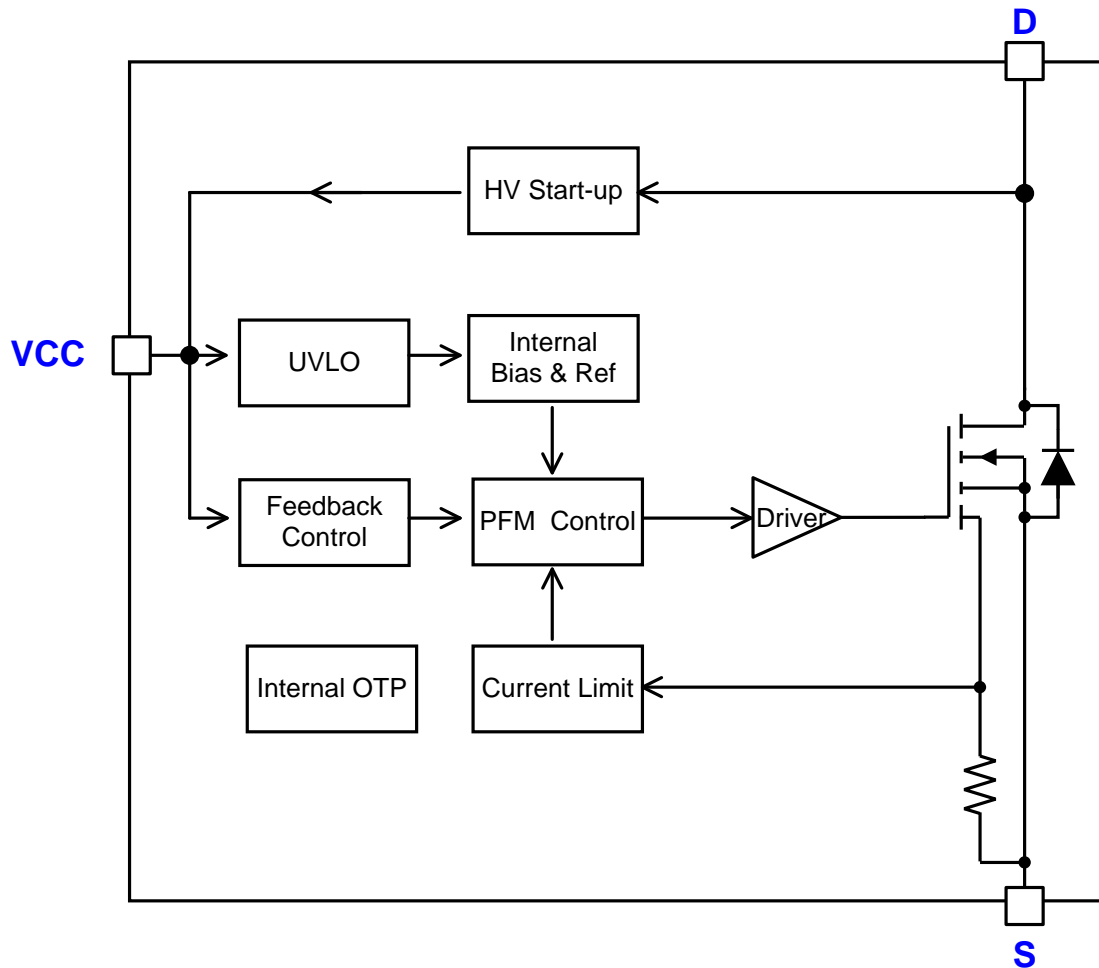 D
HV Start-up
VCC
UVLO
Internal
Bias & Ref
Feedback
Control
PFM Control
Driver
Internal OTP
Current Limit
S